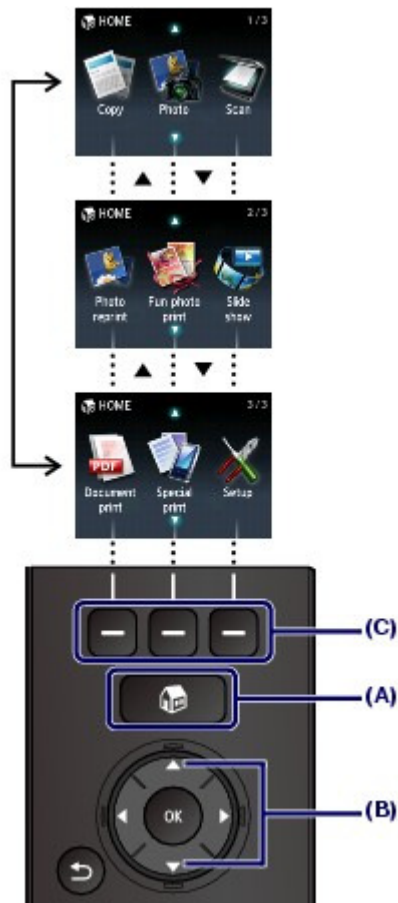 HOME 1/3
Copy Photo Scan
HOME 2/3
Photo reprint
Fun photo print
Slide show
HOME 3/3
PDF
Document print
Special print
Setup
(C)
(A)
(B)
OK